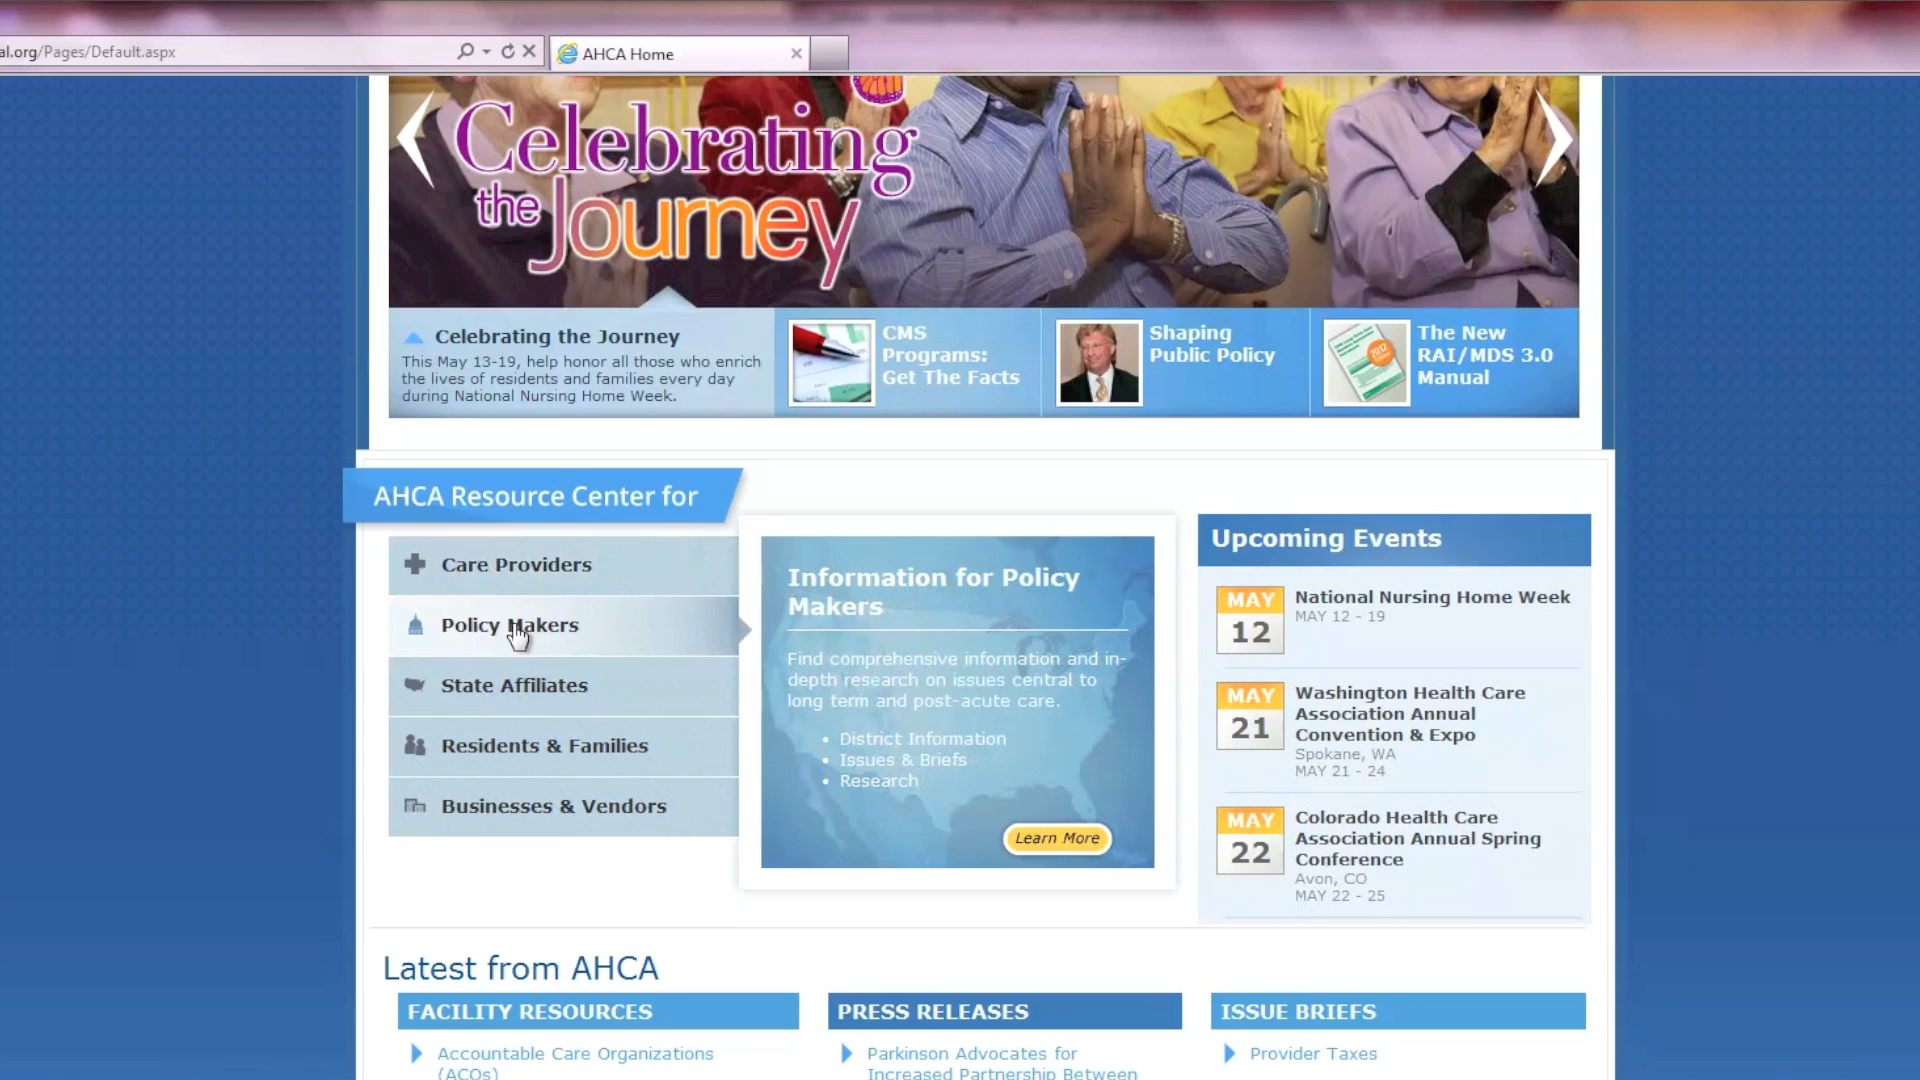 al.org/Pages/Default.aspx
AHCA Home
Celebrating
the Journey
Celebrating the Journey
This May 13-19, help honor all those who enrich
the lives of residents and families every day
during National Nursing Home Week.
CMS
Programs:
Get The Facts
Shaping
Public Policy
The New
RAI/MDS 3.0
Manual
AHCA Resource Center for
Care Providers
Policy Makers
State Affiliates
Residents & Families
Businesses & Vendors
Information for Policy
Makers
Find comprehensive information and in-
depth research on issues central to
long term and post-acute care.
• District Information
• Issues & Briefs
• Research
Learn More
Upcoming Events
MAY
12
National Nursing Home Week
MAY 12 - 19
MAY
21
Washington Health Care
Association Annual
Convention & Expo
Spokane, WA
MAY 21 - 24
MAY
22
Colorado Health Care
Association Annual Spring
Conference
Avon, CO
MAY 22 - 25
Latest from AHCA
FACILITY RESOURCES
Accountable Care Organizations
(ACOs)
PRESS RELEASES
Parkinson Advocates for
Increased Partnership Between
ISSUE BRIEFS
Provider Taxes